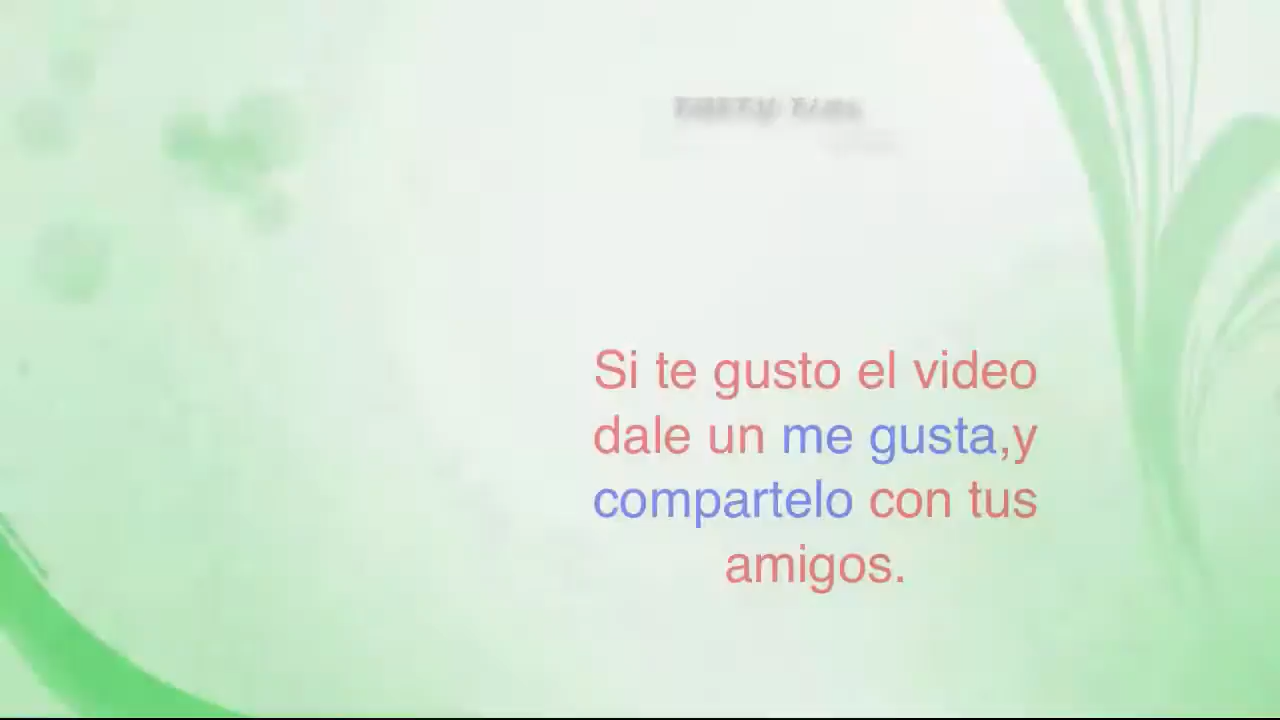 Si te gusto el video
dale un me gusta,y
compartelo con tus
amigos.